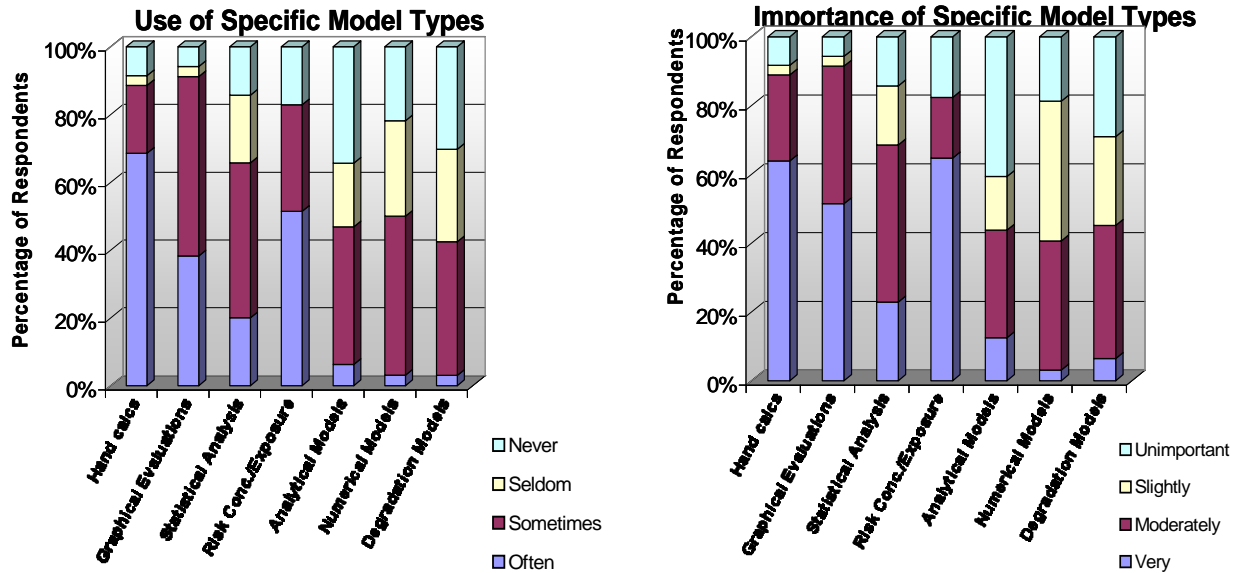 Use of Specific Model Types
Percentage of Respondents
100%
80%
60%
40%
20%
0%
Hand calcs
Graphical Evaluations
Statistical Analysis
Risk Conc./Exposure
Analytical Models
Numerical Models
Degradation Models
Never
Seldom
Sometimes
Often
Importance of Specific Model Types
Percentage of Respondents
100%
80%
60%
40%
20%
0%
Hand calcs
Graphical Evaluations
Statistical Analysis
Risk Conc./Exposure
Analytical Models
Numerical Models
Degradation Models
Unimportant
Slightly
Moderately
Very